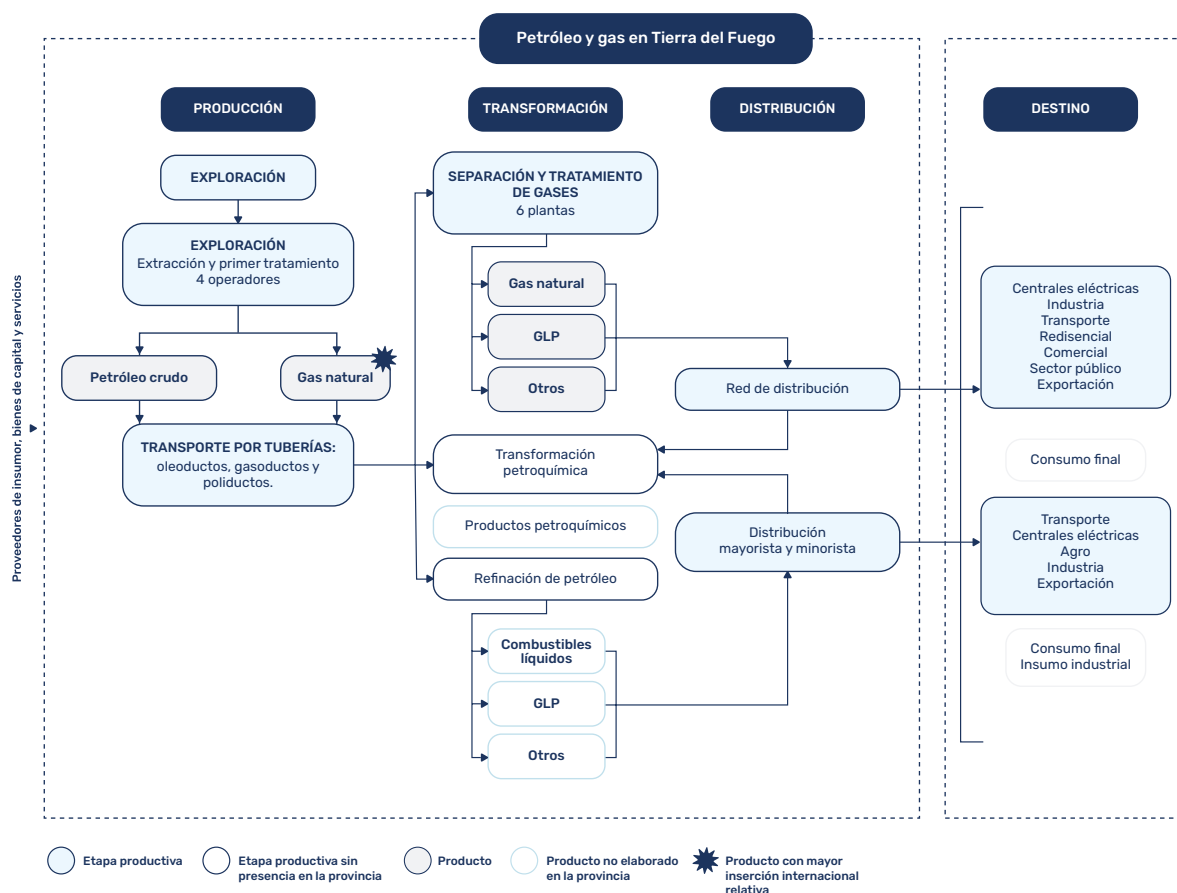 Petróleo y gas en Tierra del Fuego
PRODUCCIÓN
TRANSFORMACIÓN
DISTRIBUCIÓN
DESTINO
Proveedores de insumor, bienes de capital y servicios
EXPLORACIÓN
EXPLORACIÓN
Extracción y primer tratamiento
4 operadores
Petróleo crudo
Gas natural
TRANSPORTE POR TUBERÍAS:
oleoductos, gasoductos y
poliductos.
SEPARACIÓN Y TRATAMIENTO
DE GASES
6 plantas
Gas natural
GLP
Otros
Transformación
petroquímica
Productos petroquímicos
Refinación de petróleo
Combustibles
líquidos
GLP
Otros
Red de distribución
Distribución
mayorista y minorista
Centrales eléctricas
Industria
Transporte
Redisencial
Comercial
Sector público
Exportación
Consumo final
Transporte
Centrales eléctricas
Agro
Industria
Exportación
Consumo final
Insumo industrial
Etapa productiva
Etapa productiva sin
presencia en la provincia
Producto
Producto no elaborado
en la provincia
Producto con mayor
inserción internacional
relativa